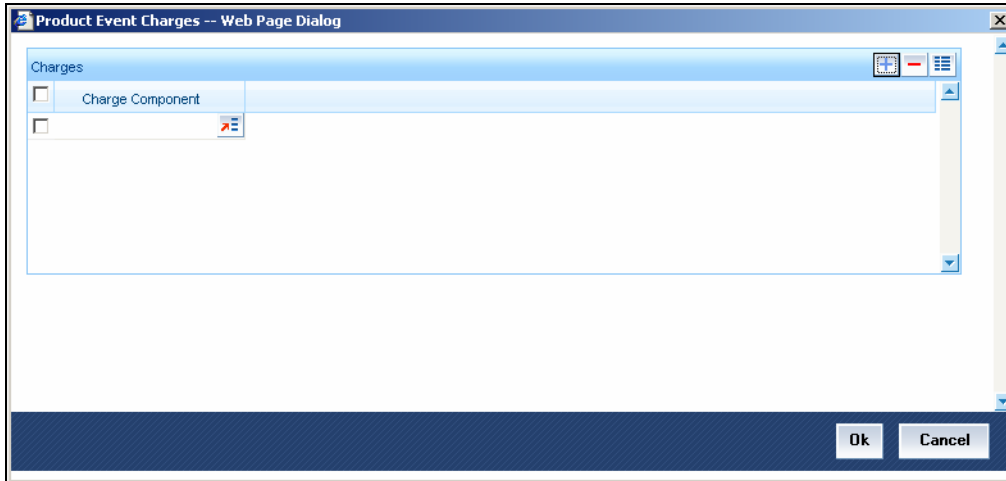 Product Event Charges -- Web Page Dialog
Charges
Charge Component
Ok Cancel